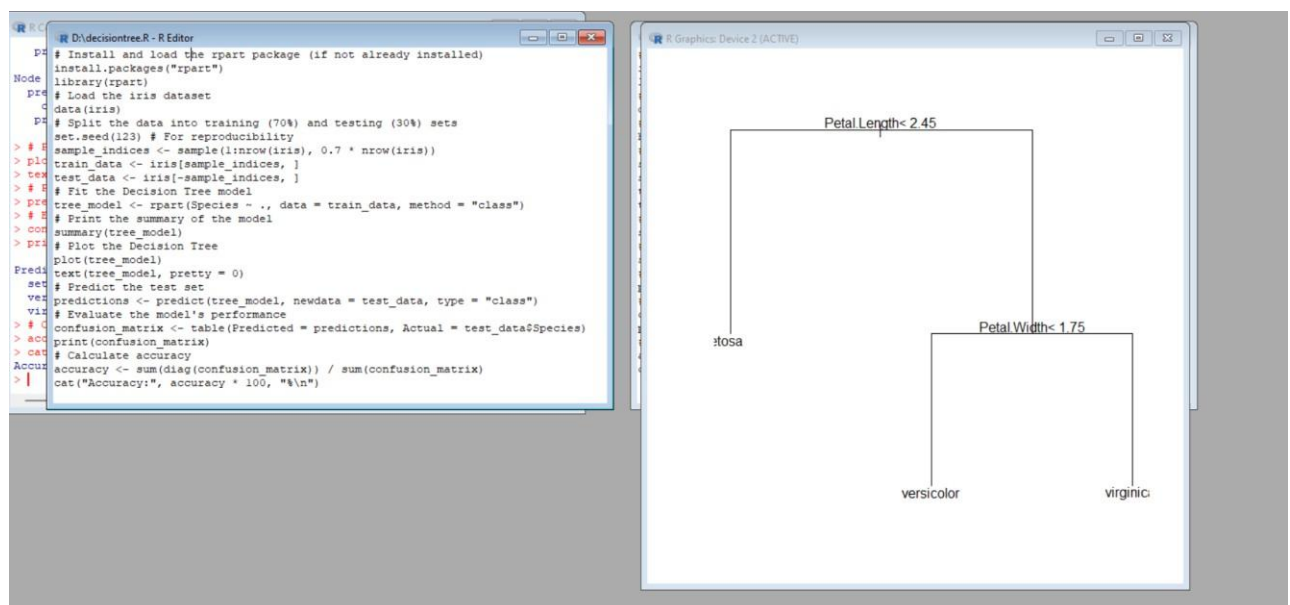 R C
D:\decisiontree.R - R Editor
# Install and load the rpart package (if not already installed)
install.packages("rpart")
library(rpart)
# Load the iris dataset
data(iris)
# Split the data into training (70%) and testing (30%) sets
set.seed(123) # For reproducibility
sample_indices <- sample(1:nrow(iris), 0.7 * nrow(iris))
train_data <- iris[sample_indices, ]
test_data <- iris[-sample_indices, ]
# Fit the Decision Tree model
tree_model <- rpart(Species ~ ., data = train_data, method = "class")
# Print the summary of the model
summary(tree_model)
# Plot the Decision Tree
plot(tree_model)
text(tree_model, pretty = 0)
# Predict the test set
predictions <- predict(tree_model, newdata = test_data, type = "class")
# Evaluate the model's performance
confusion_matrix <- table(Predicted = predictions, Actual = test_data$Species)
print(confusion_matrix)
# Calculate accuracy
accuracy <- sum(diag(confusion_matrix)) / sum(confusion_matrix)
cat("Accuracy:", accuracy * 100, "%\n")
Node
pre
> plo
> tex
> pre
> con
> pri
Predi
set
ver
vir
> acc
> cat
Accur
>
R Graphics: Device 2 (ACTIVE)
Petal.Length< 2.45
etosa
Petal.Width< 1.75
versicolor
virginic